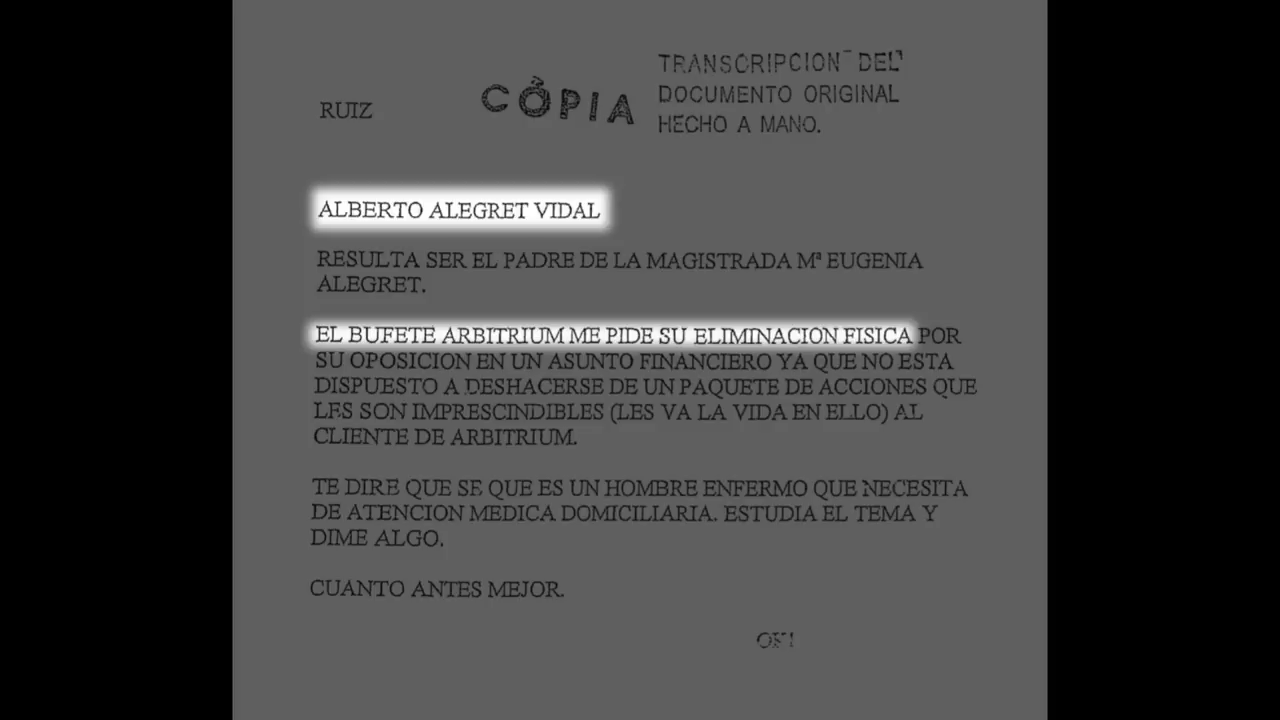 RUIZ
CÒPIA
TRANSCRIPCION DEL
DOCUMENTO ORIGINAL
HECHO A MANO.
ALBERTO ALEGRET VIDAL
RESULTA SER EL PADRE DE LA MAGISTRADA Mª EUGENIA
ALEGRET.
EL BUFETE ARBITRIUM ME PIDE SU ELIMINACION FISICA POR
SU OPOSICION EN UN ASUNTO FINANCIERO YA QUE NO ESTA
DISPUESTO A DESHACERSE DE UN PAQUETE DE ACCIONES QUE
LES SON IMPRESCINDIBLES (LES VA LA VIDA EN ELLO) AL
CLIENTE DE ARBITRIUM.
TE DIRE QUE SE QUE ES UN HOMBRE ENFERMO QUE NECESITA
DE ATENCION MEDICA DOMICILIARIA. ESTUDIA EL TEMA Y
DIME ALGO.
CUANTO ANTES MEJOR.